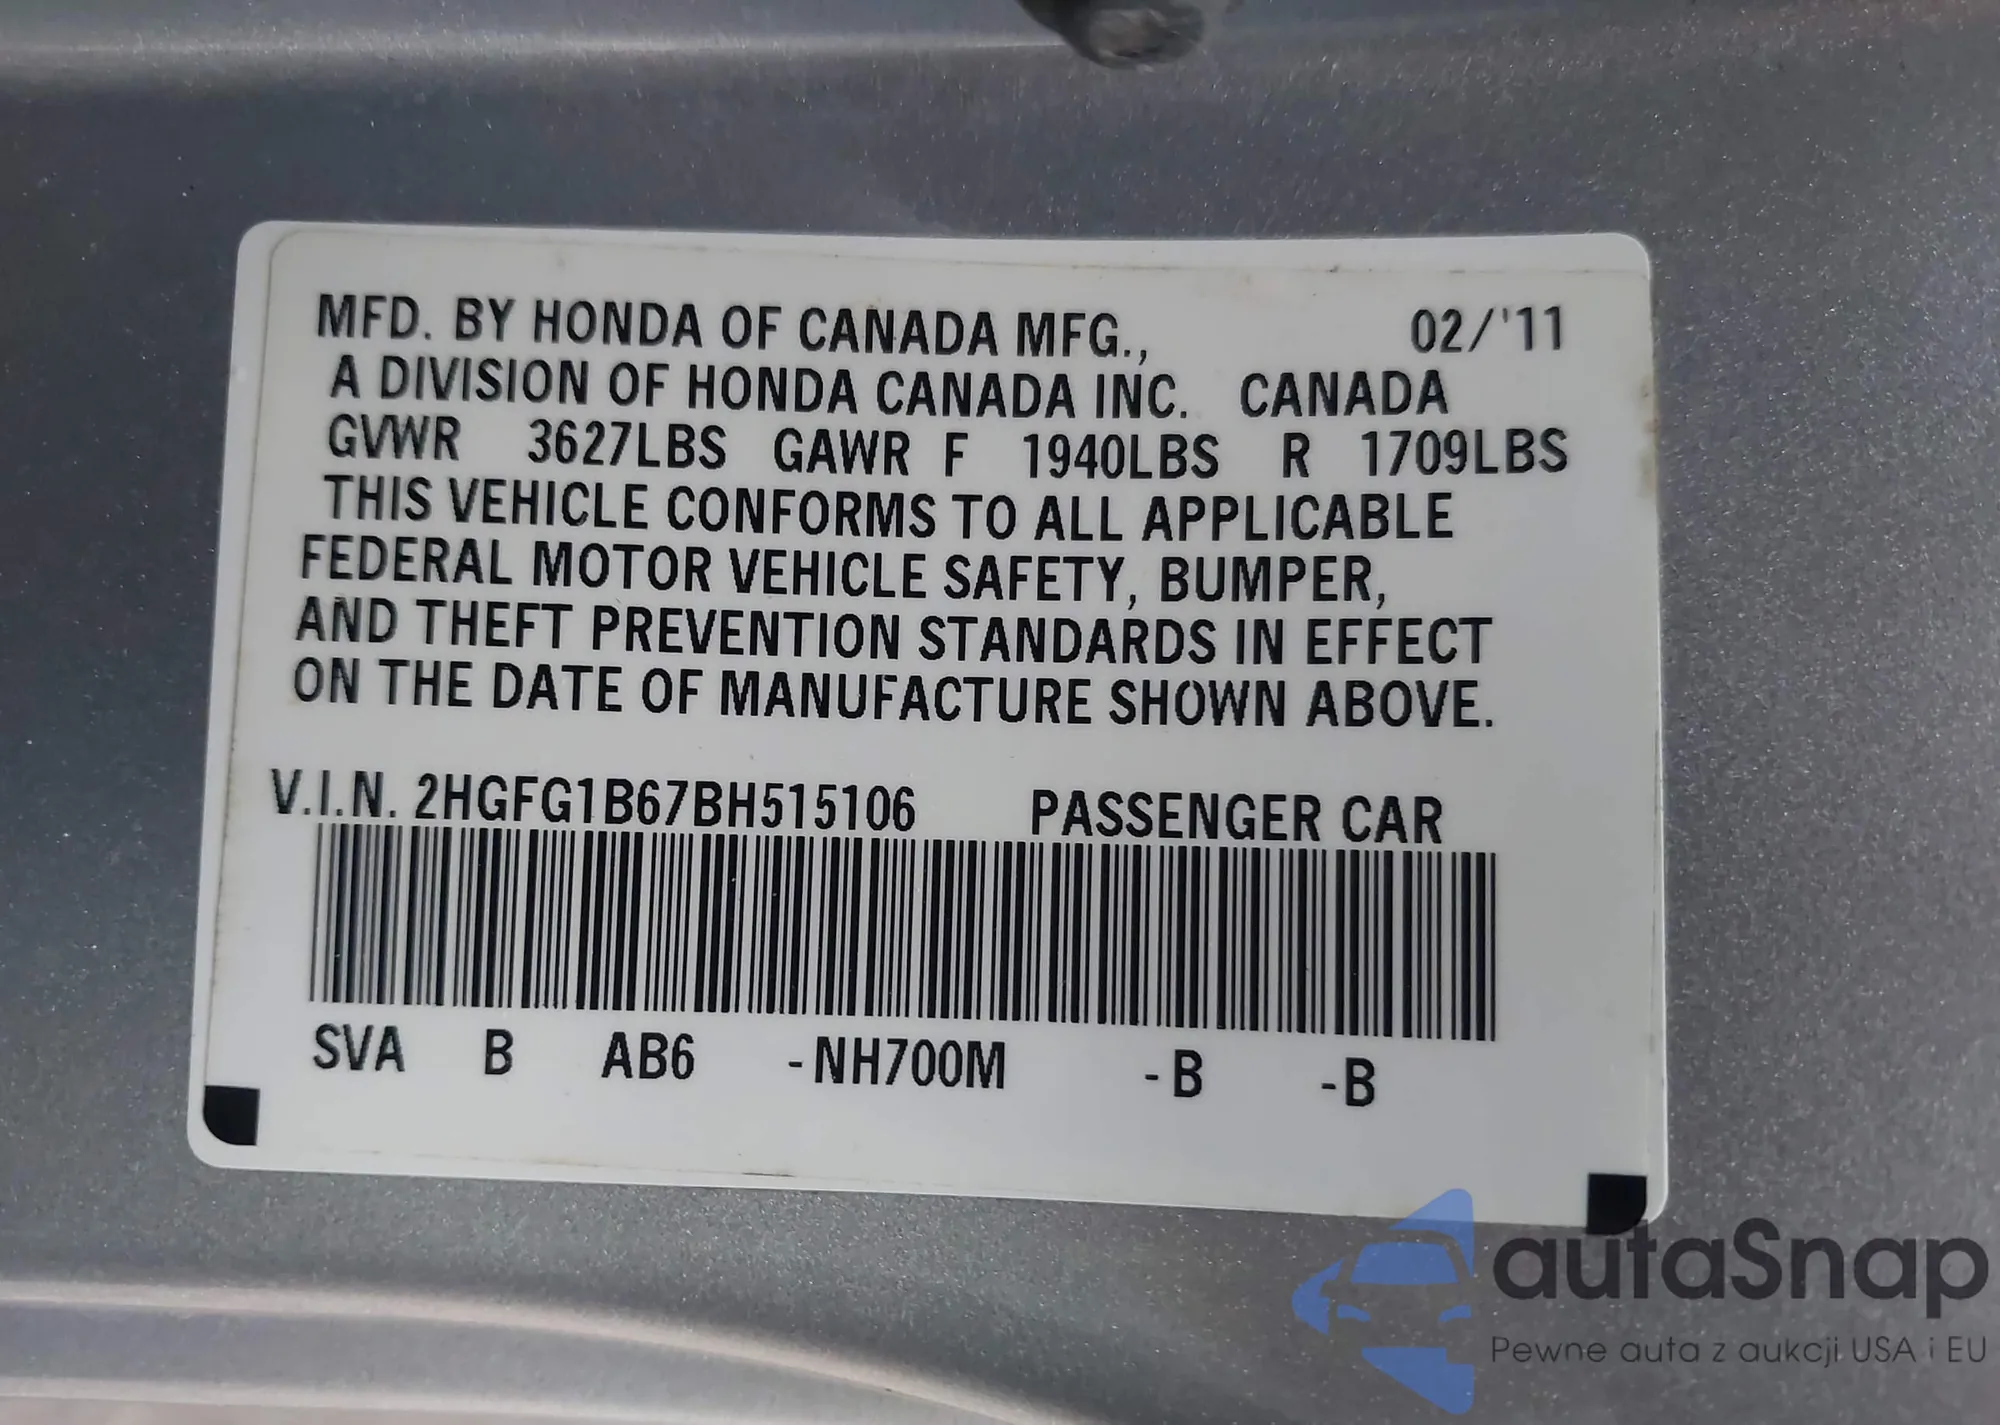 MFD. BY HONDA OF CANADA MFG., 02/'11
A DIVISION OF HONDA CANADA INC. CANADA
GVWR 3627LBS GAWR F 1940LBS R 1709LBS
THIS VEHICLE CONFORMS TO ALL APPLICABLE
FEDERAL MOTOR VEHICLE SAFETY, BUMPER,
AND THEFT PREVENTION STANDARDS IN EFFECT
ON THE DATE OF MANUFACTURE SHOWN ABOVE.
V.I.N. 2HGFG1B67BH515106 PASSENGER CAR
SVA B AB6 -NH700M -B -B
autaSnap
Pewne auta z aukcji USA i EU